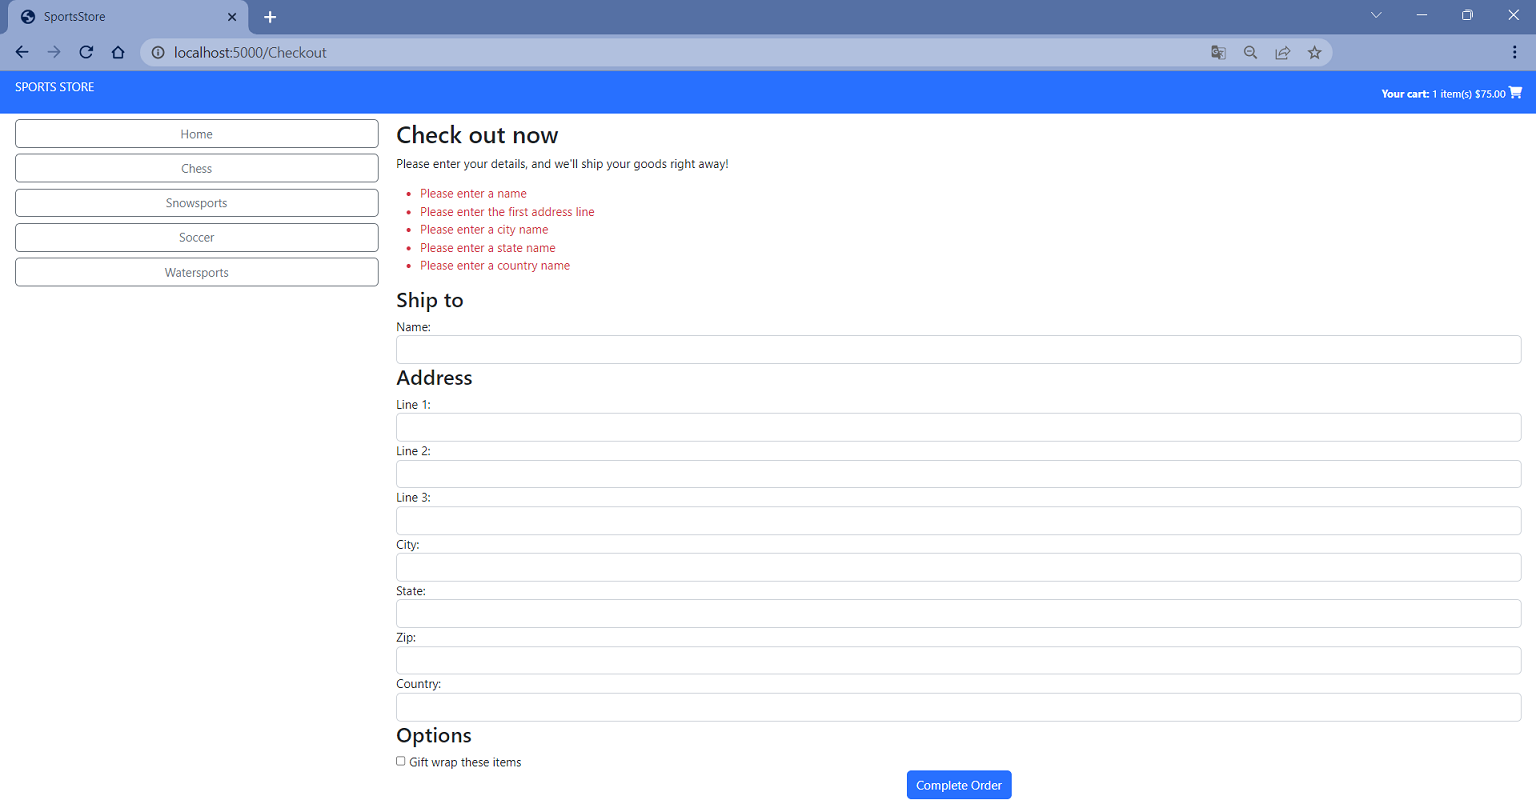 SportsStore
localhost:5000/Checkout
SPORTS STORE
Your cart: 1 item(s) $75.00
Home
Chess
Snowsports
Soccer
Watersports
Check out now
Please enter your details, and we'll ship your goods right away!
Please enter a name
Please enter the first address line
Please enter a city name
Please enter a state name
Please enter a country name
Ship to
Name:
Address
Line 1:
Line 2:
Line 3:
City:
State:
Zip:
Country:
Options
Gift wrap these items
Complete Order